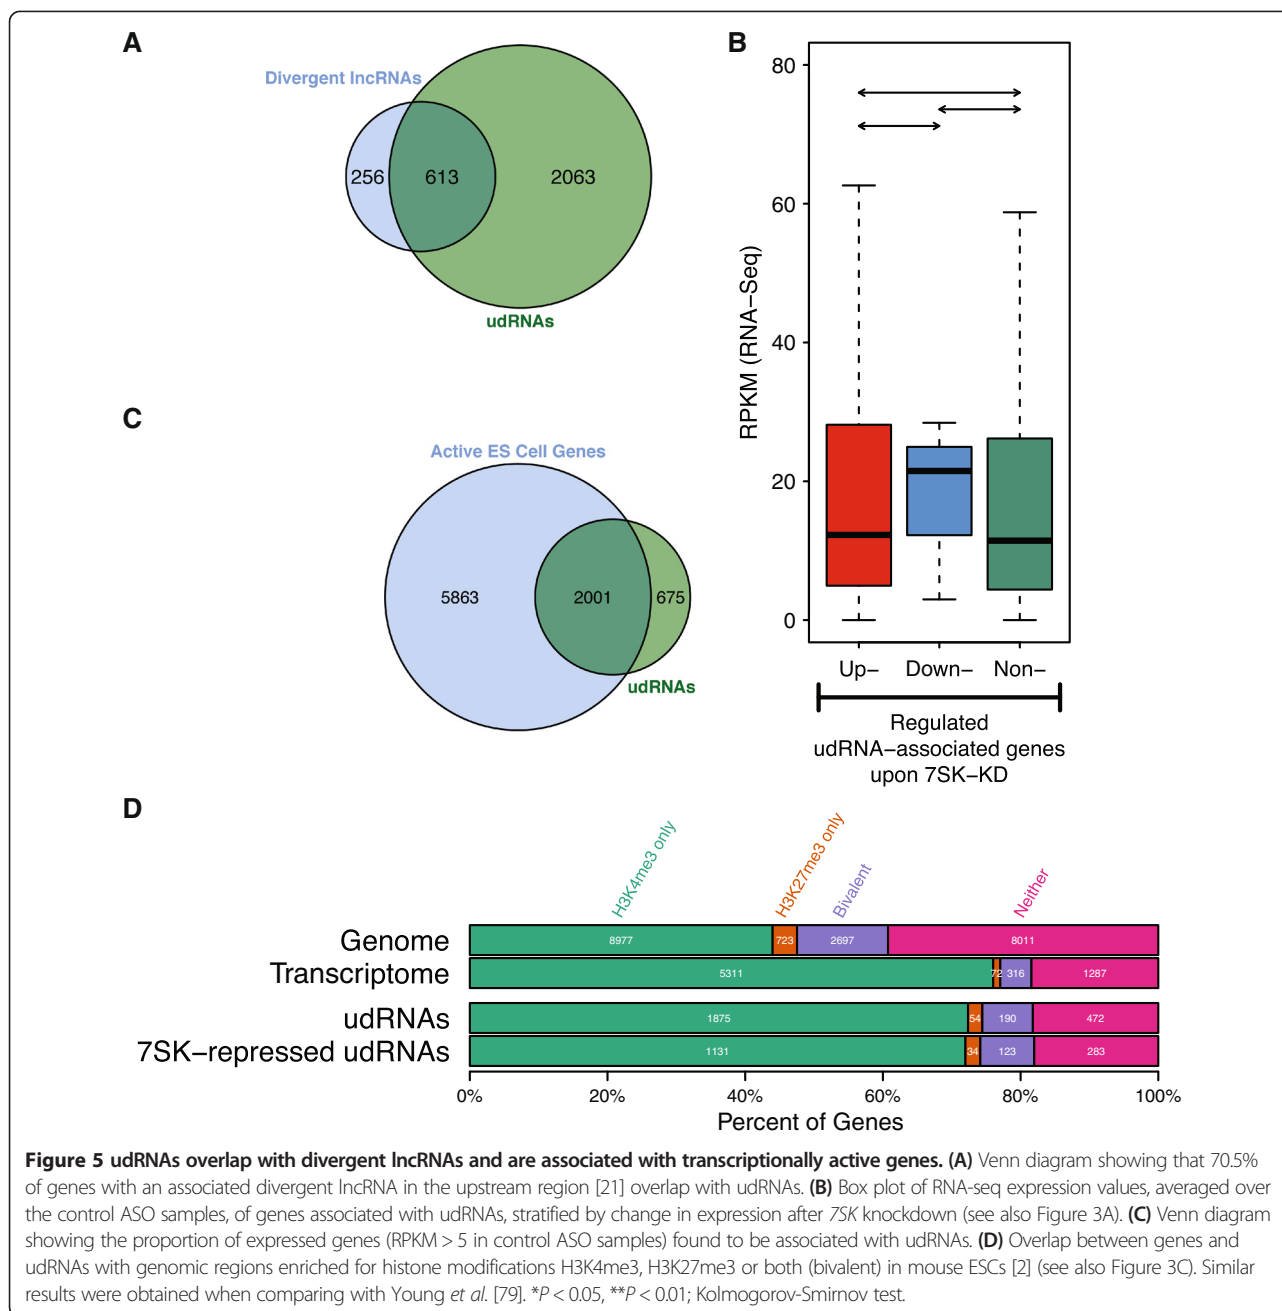 A
Divergent lncRNAs
256
613
2063
udRNAs
B
80
60
40
20
0
RPKM (RNA−Seq)
Up−
Down−
Non−
Regulated
udRNA−associated genes
upon 7SK−KD
C
Active ES Cell Genes
5863
2001
675
udRNAs
D
H3K4me3 only
H3K27me3 only
Bivalent
Neither
Genome
8977
723
2697
8011
Transcriptome
5311
72
316
1287
udRNAs
1875
54
190
472
7SK−repressed udRNAs
1131
34
123
283
0%
20%
40%
60%
80%
100%
Percent of Genes
Figure 5 udRNAs overlap with divergent lncRNAs and are associated with transcriptionally active genes. (A) Venn diagram showing that 70.5%
of genes with an associated divergent lncRNA in the upstream region [21] overlap with udRNAs. (B) Box plot of RNA-seq expression values, averaged over
the control ASO samples, of genes associated with udRNAs, stratified by change in expression after 7SK knockdown (see also Figure 3A). (C) Venn diagram
showing the proportion of expressed genes (RPKM > 5 in control ASO samples) found to be associated with udRNAs. (D) Overlap between genes and
udRNAs with genomic regions enriched for histone modifications H3K4me3, H3K27me3 or both (bivalent) in mouse ESCs [2] (see also Figure 3C). Similar
results were obtained when comparing with Young et al. [79]. *P < 0.05, **P < 0.01; Kolmogorov-Smirnov test.